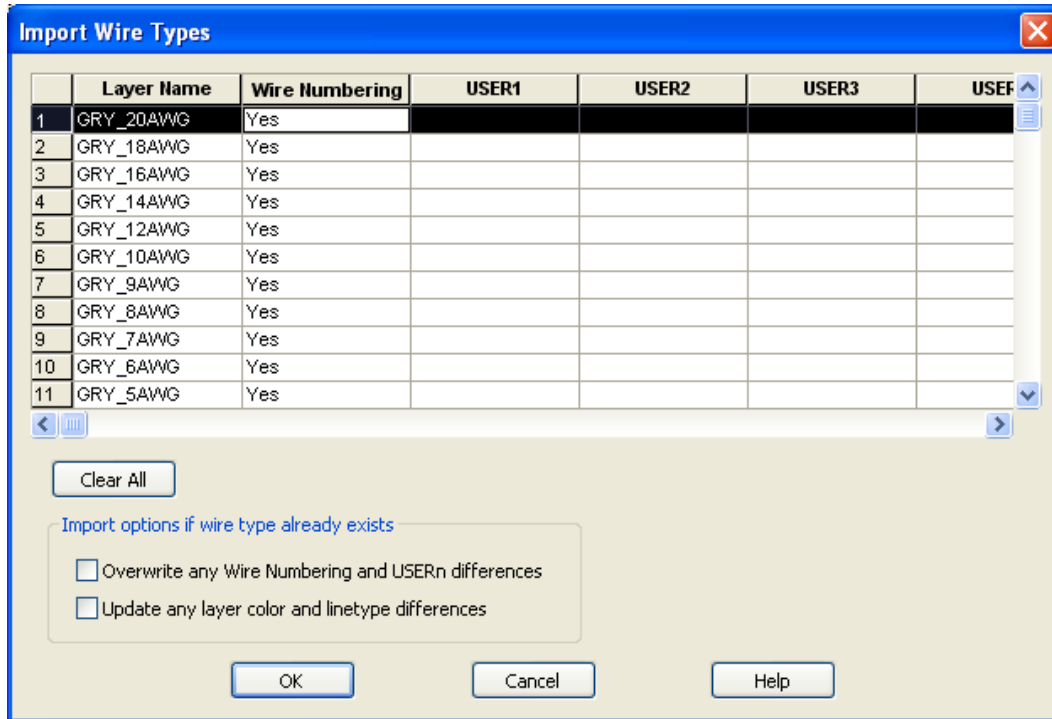 Import Wire Types
Layer Name Wire Numbering USER1 USER2 USER3 USER
1 GRY_20AWG Yes
2 GRY_18AWG Yes
3 GRY_16AWG Yes
4 GRY_14AWG Yes
5 GRY_12AWG Yes
6 GRY_10AWG Yes
7 GRY_9AWG Yes
8 GRY_8AWG Yes
9 GRY_7AWG Yes
10 GRY_6AWG Yes
11 GRY_5AWG Yes
Clear All
Import options if wire type already exists
Overwrite any Wire Numbering and USERn differences
Update any layer color and linetype differences
OK Cancel Help